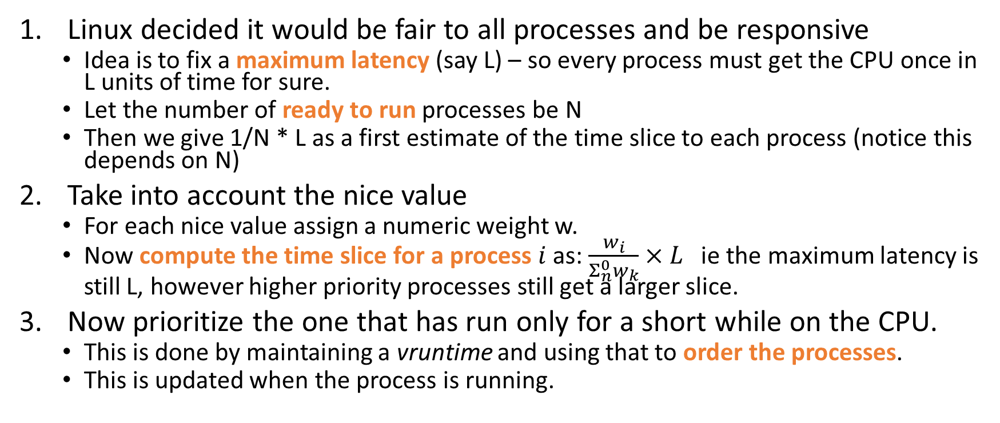 1. Linux decided it would be fair to all processes and be responsive
• Idea is to fix a maximum latency (say L) – so every process must get the CPU once in
L units of time for sure.
• Let the number of ready to run processes be N
• Then we give 1/N * L as a first estimate of the time slice to each process (notice this
depends on N)
2. Take into account the nice value
• For each nice value assign a numeric weight w.
• Now compute the time slice for a process i as: \frac{w_i}{\Sigma_n^0 w_k} × L ie the maximum latency is
still L, however higher priority processes still get a larger slice.
3. Now prioritize the one that has run only for a short while on the CPU.
• This is done by maintaining a vruntime and using that to order the processes.
• This is updated when the process is running.